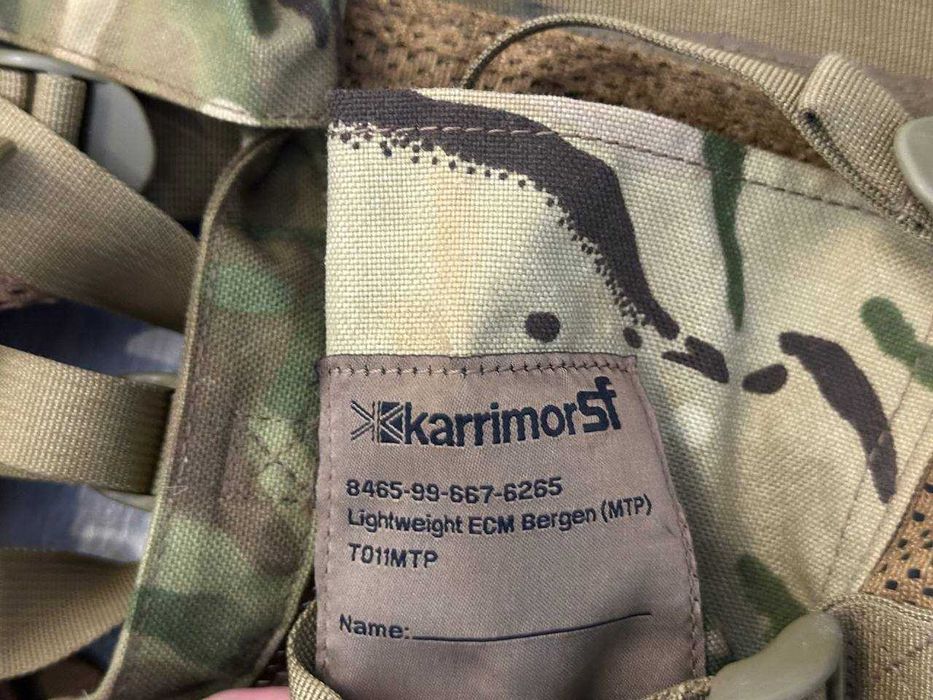 karrimorSf
8465-99-667-6265
Lightweight ECM Bergen (MTP)
T011MTP
Name: